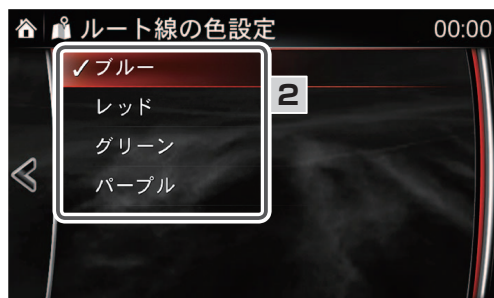 ルート線の色設定 00:00
✓ブルー
2
レッド
グリーン
パープル